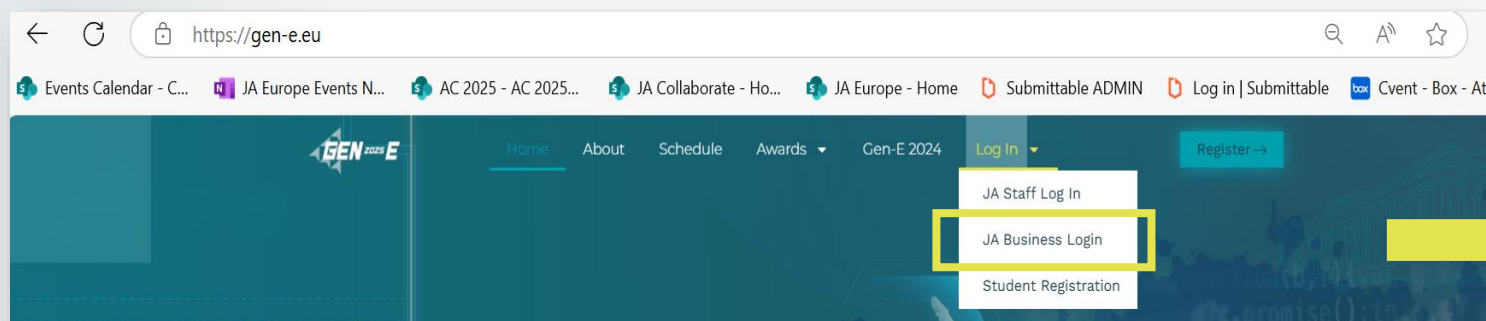 https://gen-e.eu
A
Events Calendar - C... JA Europe Events N... AC 2025 - AC 2025... JA Collaborate - Ho... JA Europe - Home Submittable ADMIN Log in | Submittable box Cvent - Box - At
GEN 2025 E Home About Schedule Awards Gen-E 2024 Log In Register→
JA Staff Log In
JA Business Login
Student Registration